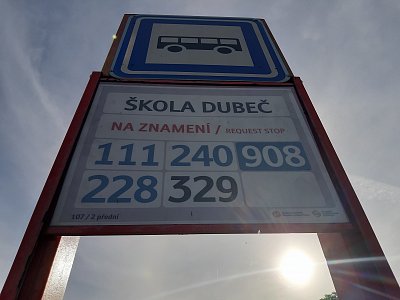 ŠKOLA DUBEČ
NA ZNAMENÍ / REQUEST STOP
111 240 908
228 329
107 / 2 přední